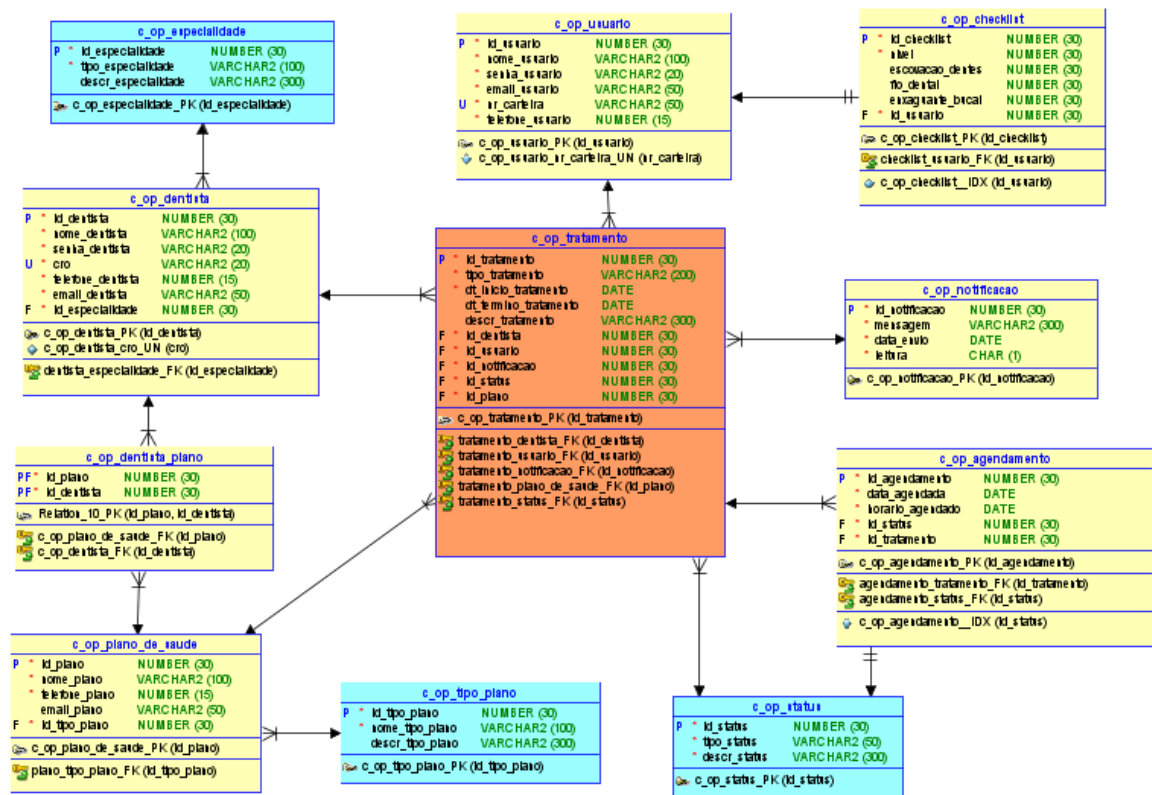 c_op_especialidade
P * id_especialidade NUMBER (30)
* tipo_especialidade VARCHAR2 (100)
descr_especialidade VARCHAR2 (300)
c_op_especialidade_PK (id_especialidade)
c_op_usuario
P * id_usuario NUMBER (30)
* nome_usuario VARCHAR2 (100)
* senha_usuario VARCHAR2 (20)
* email_usuario VARCHAR2 (50)
U * nr_carteira VARCHAR2 (50)
* telefone_usuario NUMBER (15)
c_op_usuario_PK (id_usuario)
c_op_usuario_nr_carteira_UN (nr_carteira)
c_op_checklist
P * id_checklist NUMBER (30)
* nivel NUMBER (30)
escovacao_dentes NUMBER (30)
fio_dental NUMBER (30)
enxaguante_bucal NUMBER (30)
F * id_usuario NUMBER (30)
c_op_checklist_PK (id_checklist)
checklist_usuario_FK (id_usuario)
c_op_checklist__IDX (id_usuario)
c_op_dentista
P * id_dentista NUMBER (30)
* nome_dentista VARCHAR2 (100)
* senha_dentista VARCHAR2 (20)
U * cro VARCHAR2 (20)
* telefone_dentista NUMBER (15)
* email_dentista VARCHAR2 (50)
F * id_especialidade NUMBER (30)
c_op_dentista_PK (id_dentista)
c_op_dentista_cro_UN (cro)
dentista_especialidade_FK (id_especialidade)
c_op_tratamento
P * id_tratamento NUMBER (30)
* tipo_tratamento VARCHAR2 (200)
* dt_inicio_tratamento DATE
dt_termino_tratamento DATE
descr_tratamento VARCHAR2 (300)
F * id_dentista NUMBER (30)
F * id_usuario NUMBER (30)
F * id_notificacao NUMBER (30)
F * id_status NUMBER (30)
F * id_plano NUMBER (30)
c_op_tratamento_PK (id_tratamento)
tratamento_dentista_FK (id_dentista)
tratamento_usuario_FK (id_usuario)
tratamento_notificacao_FK (id_notificacao)
tratamento_plano_de_saude_FK (id_plano)
tratamento_status_FK (id_status)
c_op_notificacao
P * id_notificacao NUMBER (30)
* mensagem VARCHAR2 (300)
* data_envio DATE
* leitura CHAR (1)
c_op_notificacao_PK (id_notificacao)
c_op_dentista_plano
PF * id_plano NUMBER (30)
PF * id_dentista NUMBER (30)
Relation_10_PK (id_plano, id_dentista)
c_op_plano_de_saude_FK (id_plano)
c_op_dentista_FK (id_dentista)
c_op_agendamento
P * id_agendamento NUMBER (30)
* data_agendada DATE
* horario_agendado DATE
F * id_status NUMBER (30)
F * id_tratamento NUMBER (30)
c_op_agendamento_PK (id_agendamento)
agendamento_tratamento_FK (id_tratamento)
agendamento_status_FK (id_status)
c_op_agendamento__IDX (id_status)
c_op_plano_de_saude
P * id_plano NUMBER (30)
* nome_plano VARCHAR2 (100)
* telefone_plano NUMBER (15)
email_plano VARCHAR2 (50)
F * id_tipo_plano NUMBER (30)
c_op_plano_de_saude_PK (id_plano)
plano_tipo_plano_FK (id_tipo_plano)
c_op_tipo_plano
P * id_tipo_plano NUMBER (30)
* nome_tipo_plano VARCHAR2 (100)
* descr_tipo_plano VARCHAR2 (300)
c_op_tipo_plano_PK (id_tipo_plano)
c_op_status
P * id_status NUMBER (30)
* tipo_status VARCHAR2 (50)
* descr_status VARCHAR2 (300)
c_op_status_PK (id_status)